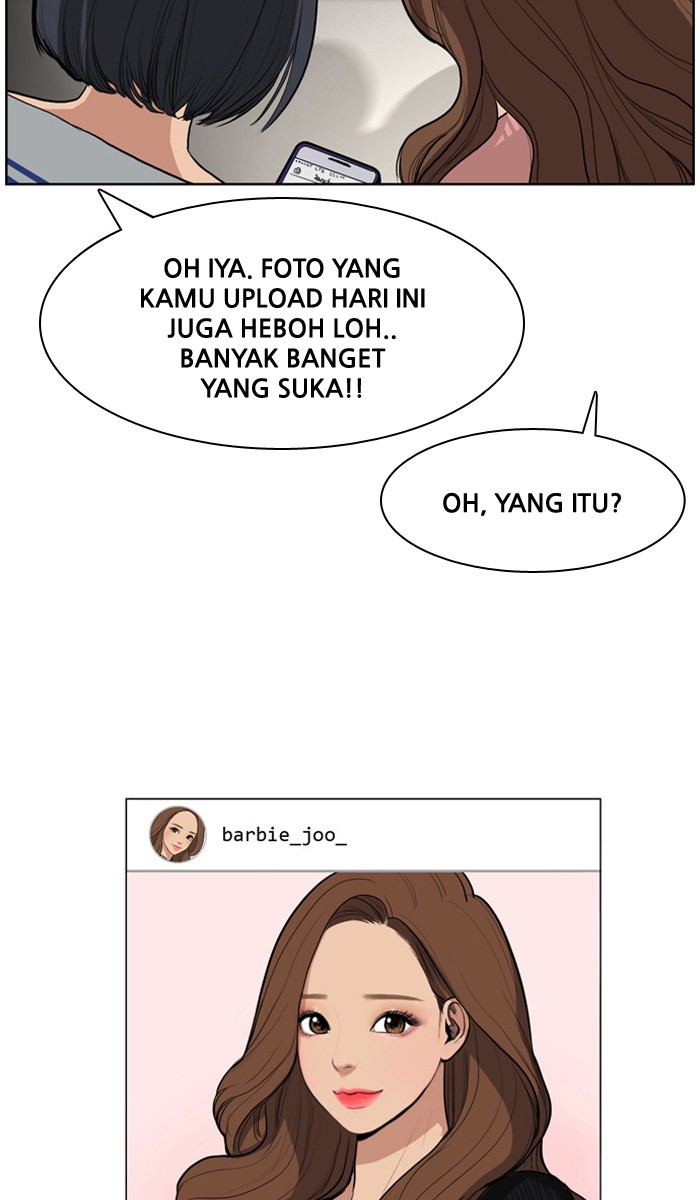 OH IYA. FOTO YANG
KAMU UPLOAD HARI INI
JUGA HEBOH LOH..
BANYAK BANGET
YANG SUKA!!
OH, YANG ITU?
barbie_joo_